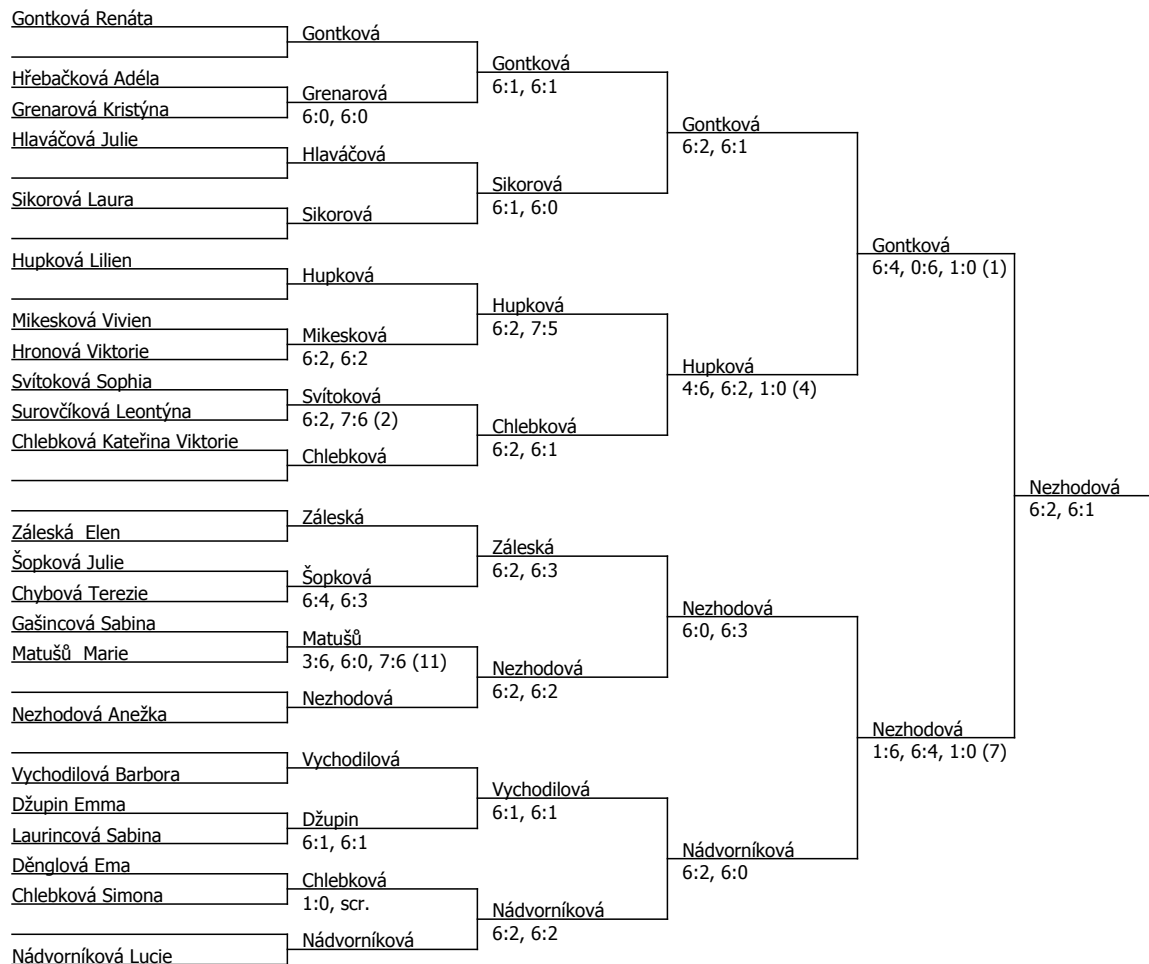 Gontková Renáta
Hřebačková Adéla
Grenarová Kristýna
Hlaváčová Julie
Sikorová Laura
Hupková Lilien
Mikesková Vivien
Hronová Viktorie
Svítoková Sophia
Surovčíková Leontýna
Chlebková Kateřina Viktorie
Záleská  Elen
Šopková Julie
Chybová Terezie
Gašincová Sabina
Matušů  Marie
Nezhodová Anežka
Vychodilová Barbora
Džupin Emma
Laurincová Sabina
Děnglová Ema
Chlebková Simona
Nádvorníková Lucie
Gontková
Grenarová
6:0, 6:0
Hlaváčová
Sikorová
Hupková
Mikesková
6:2, 6:2
Svítoková
6:2, 7:6 (2)
Chlebková
Záleská
Šopková
6:4, 6:3
Matušů
3:6, 6:0, 7:6 (11)
Nezhodová
Vychodilová
Džupin
6:1, 6:1
Chlebková
1:0, scr.
Nádvorníková
Gontková
6:1, 6:1
Sikorová
6:1, 6:0
Hupková
6:2, 7:5
Chlebková
6:2, 6:1
Záleská
6:2, 6:3
Nezhodová
6:2, 6:2
Vychodilová
6:1, 6:1
Nádvorníková
6:2, 6:2
Gontková
6:2, 6:1
Hupková
4:6, 6:2, 1:0 (4)
Nezhodová
6:0, 6:3
Nádvorníková
6:2, 6:0
Gontková
6:4, 0:6, 1:0 (1)
Nezhodová
1:6, 6:4, 1:0 (7)
Nezhodová
6:2, 6:1